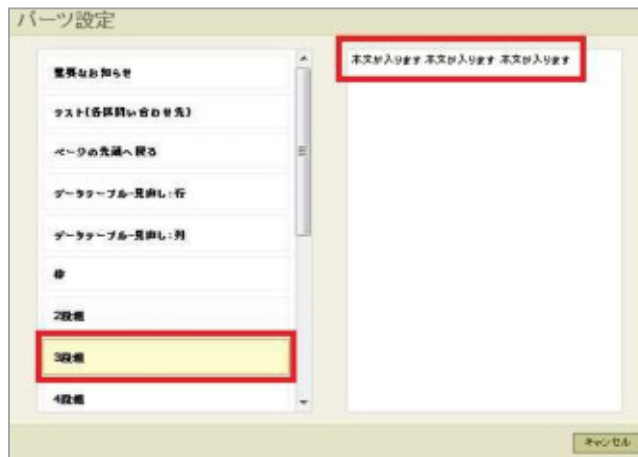 パーツ設定
重要なお知らせ
テスト(各区問い合わせ先)
ページの先頭へ戻る
データテーブル-見出し:行
データテーブル-見出し:列
枠
2段組
3段組
4段組
本文が入ります 本文が入ります 本文が入ります
キャンセル